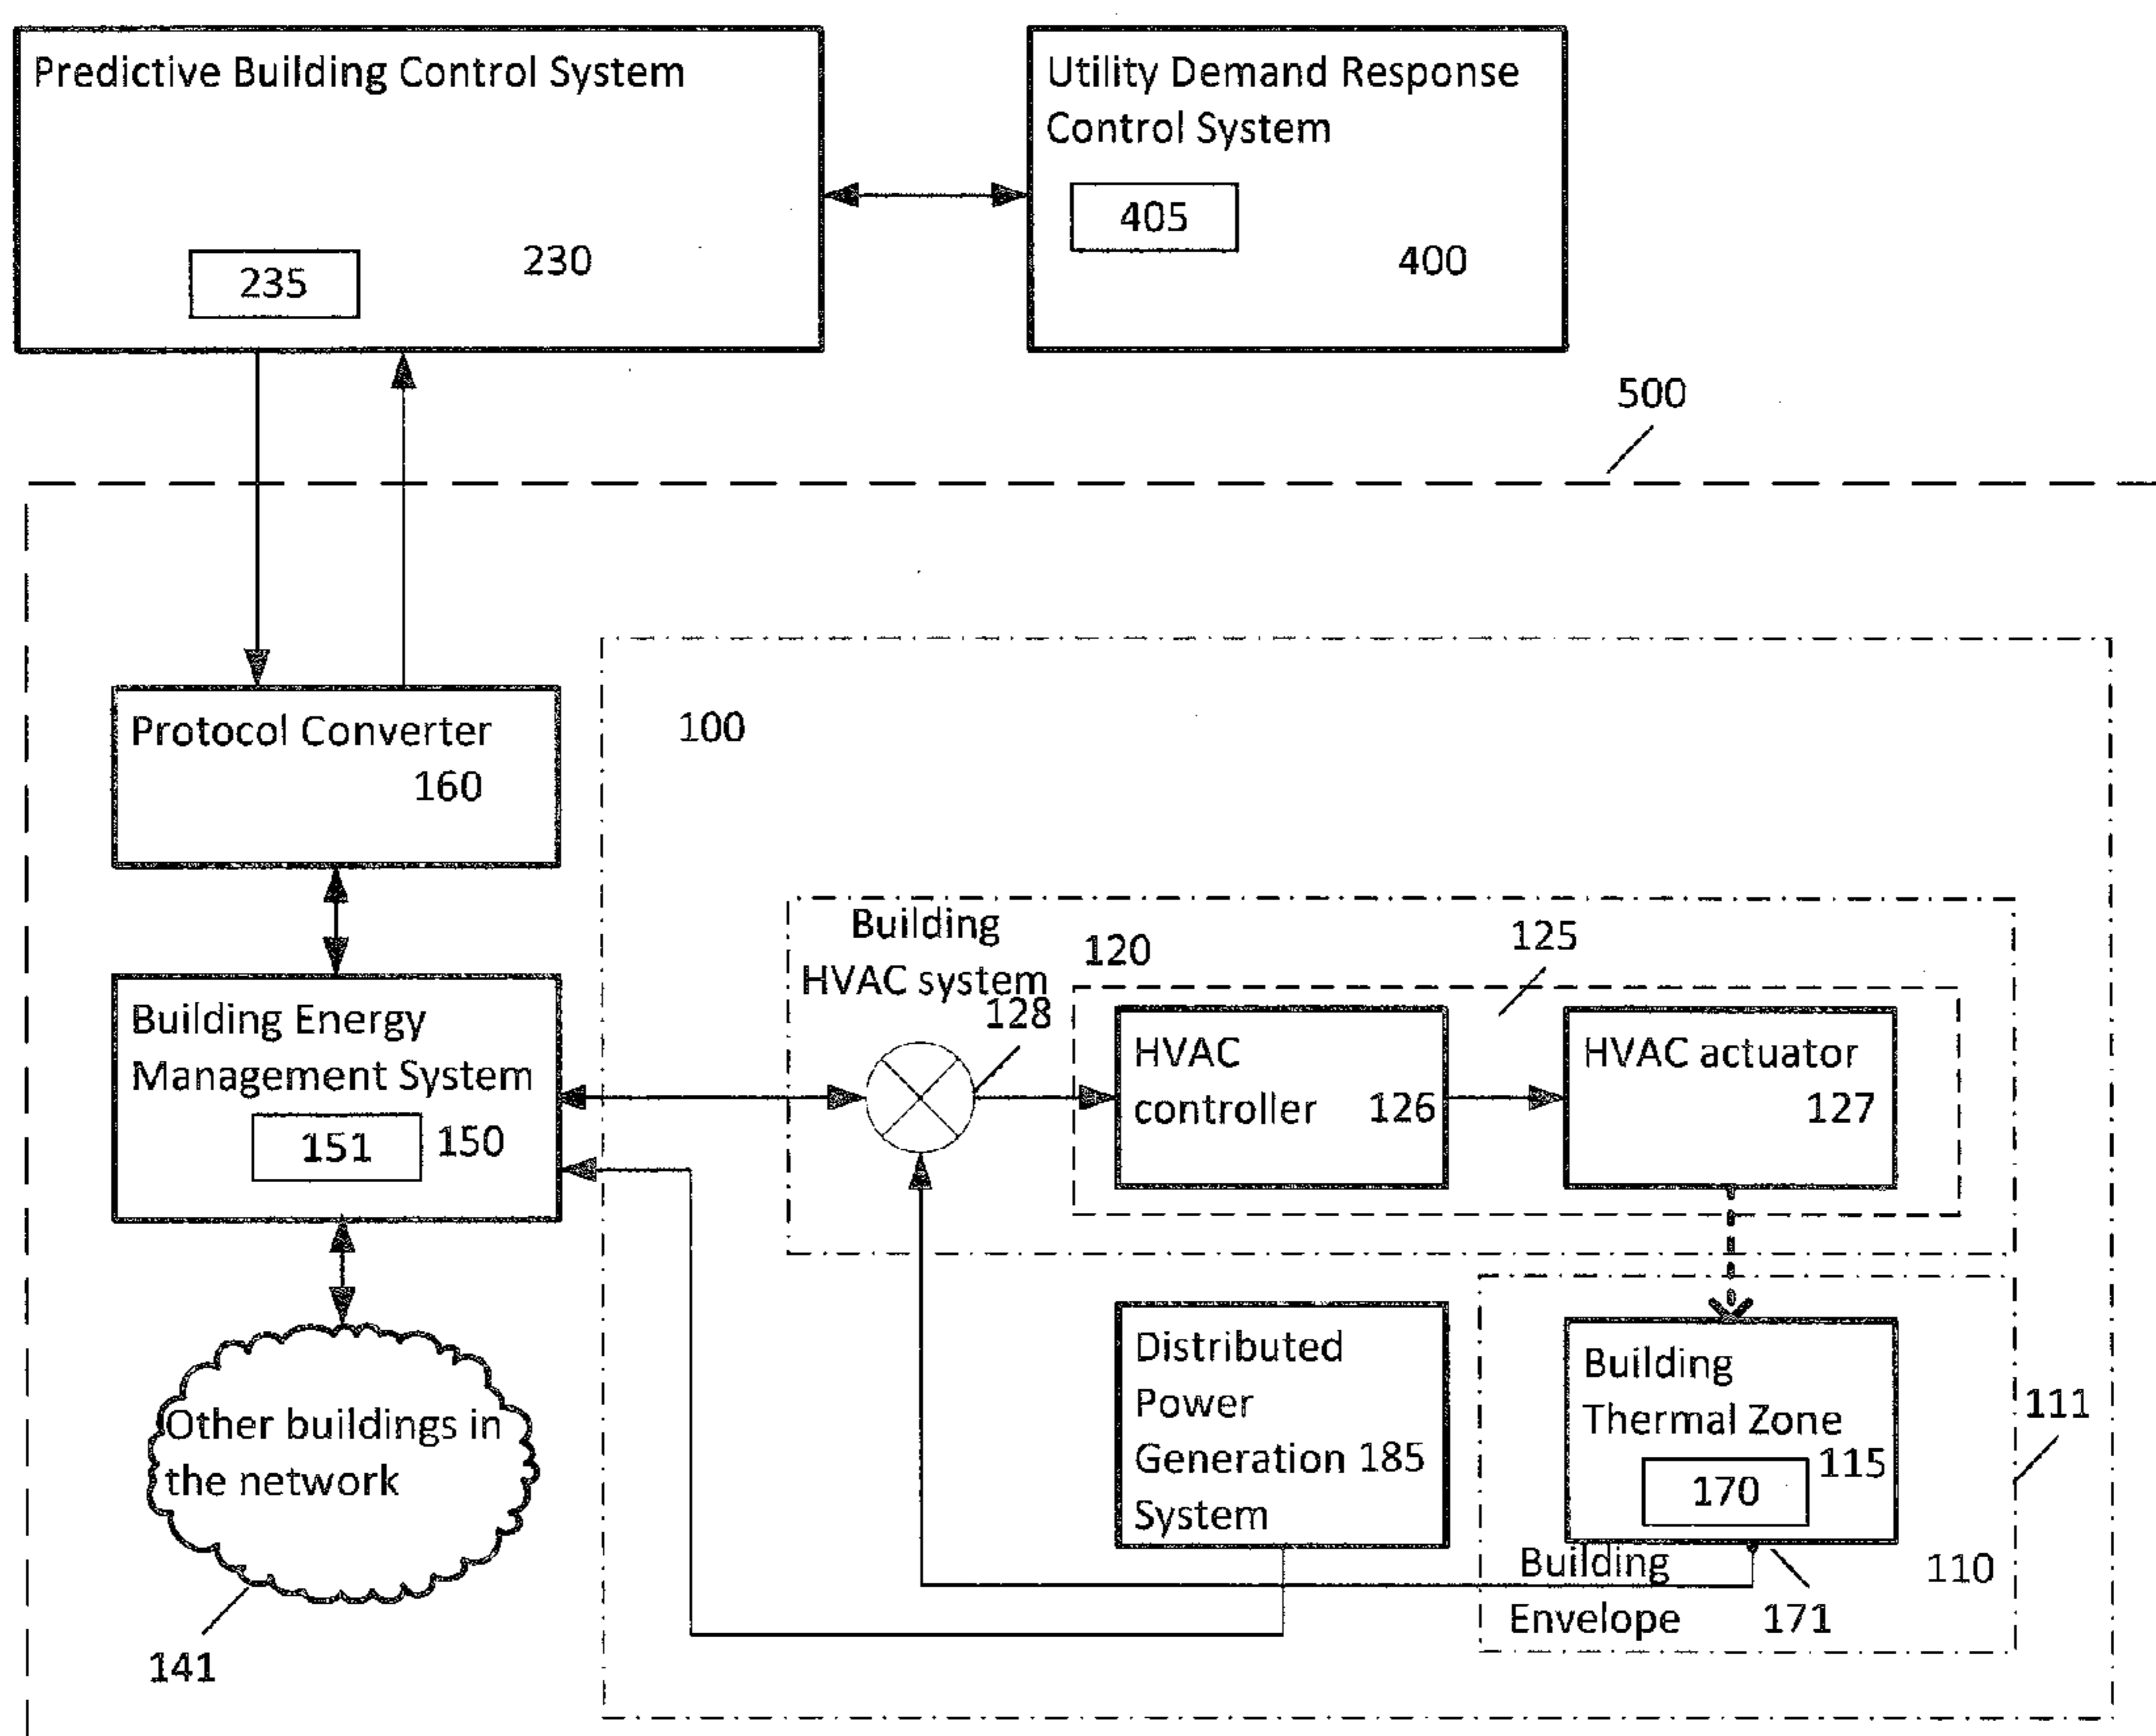 Predictive Building Control System
235
230
Utility Demand Response
Control System
405
400
500
Protocol Converter
160
100
Building
HVAC system
120
125
128
HVAC
controller
126
HVAC actuator
127
Building Energy
Management System
151
150
Distributed
Power
Generation 185
System
Building
Thermal Zone
115
170
111
Other buildings in
the network
141
Building
Envelope
110
171